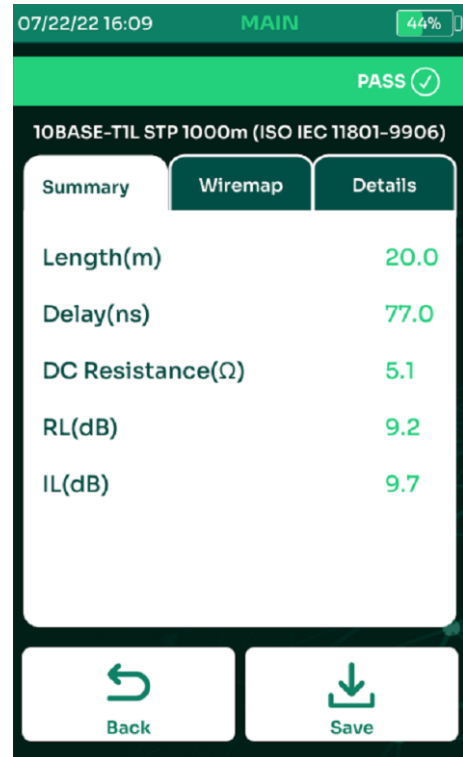 07/22/22 16:09 MAIN 44%
PASS
10BASE-T1L STP 1000m (ISO IEC 11801-9906)
Summary Wiremap Details
Length(m) 20.0
Delay(ns) 77.0
DC Resistance(Ω) 5.1
RL(dB) 9.2
IL(dB) 9.7
Back Save